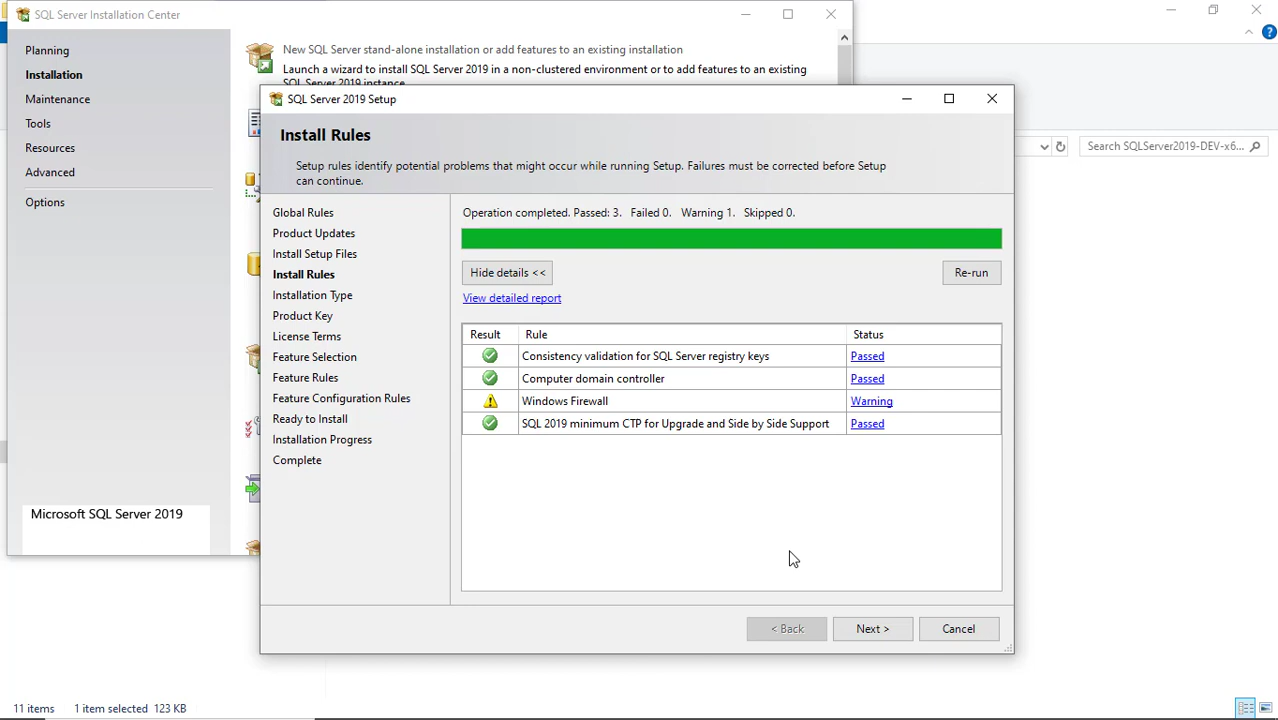 SQL Server Installation Center
Planning
Installation
Maintenance
Tools
Resources
Advanced
Options
Microsoft SQL Server 2019
New SQL Server stand-alone installation or add features to an existing installation
Launch a wizard to install SQL Server 2019 in a non-clustered environment or to add features to an existing
SQL Server 2019 instance.
Search SQLServer2019-DEV-x6...
SQL Server 2019 Setup
Install Rules
Setup rules identify potential problems that might occur while running Setup. Failures must be corrected before Setup
can continue.
Global Rules
Product Updates
Install Setup Files
Install Rules
Installation Type
Product Key
License Terms
Feature Selection
Feature Rules
Feature Configuration Rules
Ready to Install
Installation Progress
Complete
Operation completed. Passed: 3. Failed 0. Warning 1. Skipped 0.
Hide details << Re-run
View detailed report
Result Rule Status
Consistency validation for SQL Server registry keys Passed
Computer domain controller Passed
Windows Firewall Warning
SQL 2019 minimum CTP for Upgrade and Side by Side Support Passed
< Back Next > Cancel
11 items 1 item selected 123 KB